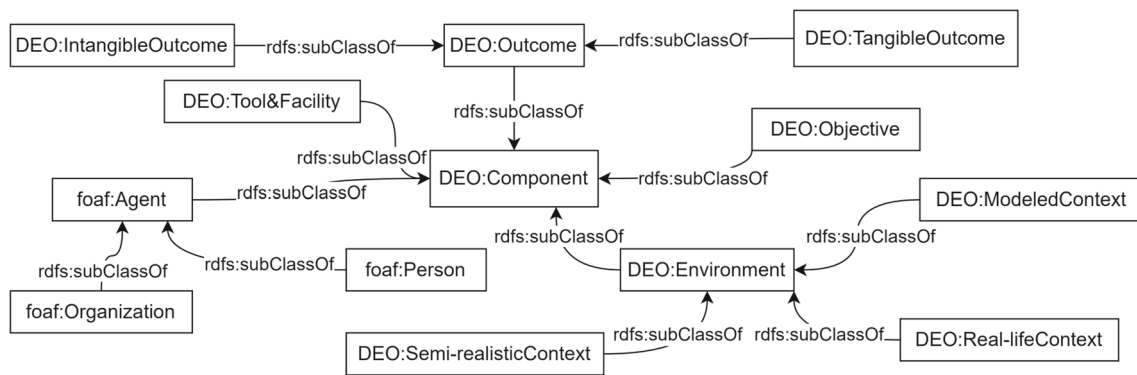 DEO:IntangibleOutcome
rdfs:subClassOf
DEO:Outcome
rdfs:subClassOf
DEO:TangibleOutcome
DEO:Tool&Facility
rdfs:subClassOf
DEO:Objective
rdfs:subClassOf
DEO:Component
rdfs:subClassOf
foaf:Agent
rdfs:subClassOf
DEO:ModeledContext
rdfs:subClassOf
rdfs:subClassOf
rdfs:subClassOf
rdfs:subClassOf
foaf:Person
DEO:Environment
foaf:Organization
rdfs:subClassOf
rdfs:subClassOf
DEO:Semi-realisticContext
DEO:Real-lifeContext